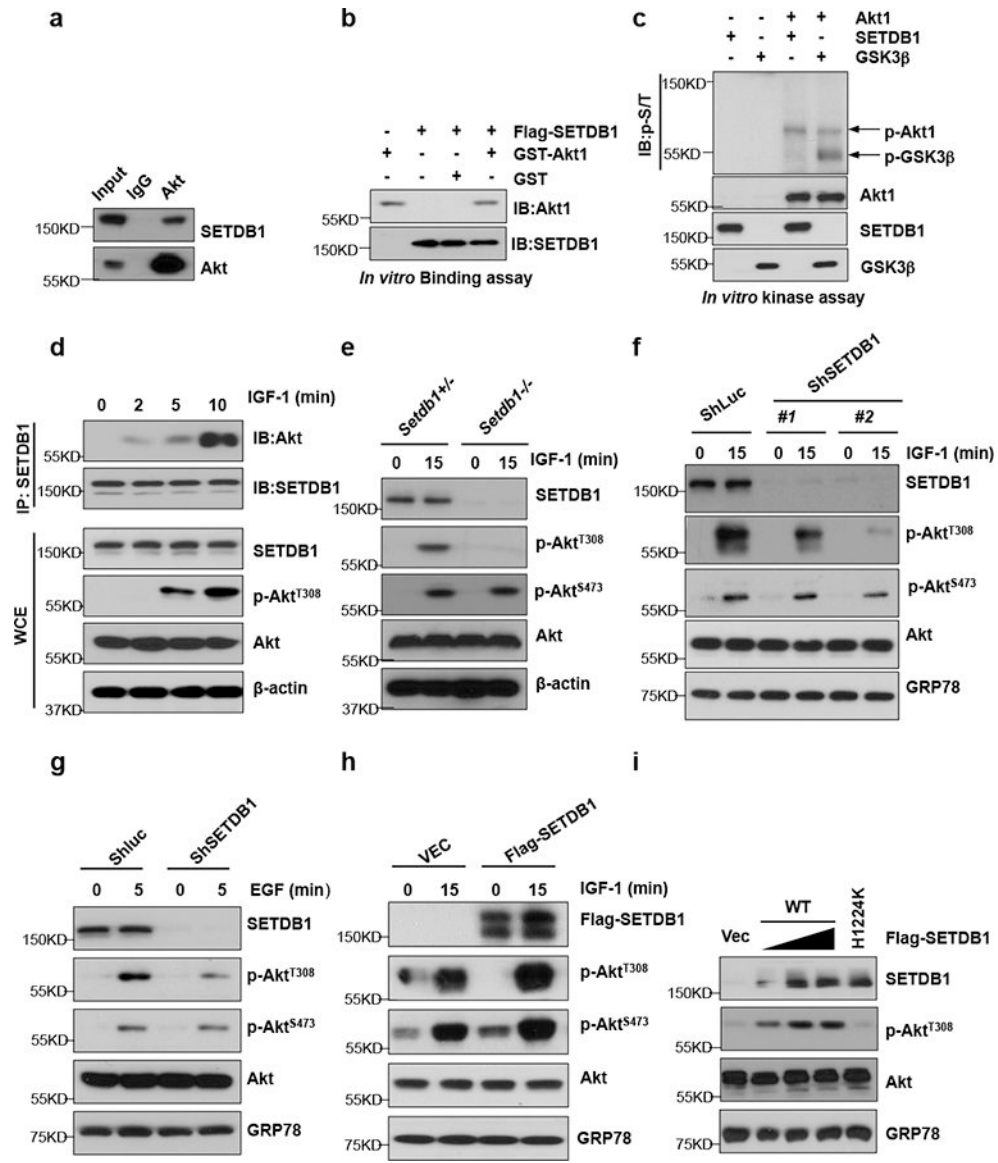 a
Input
IgG
Akt
150KD
SETDB1
55KD
Akt
b
- + + + Flag-SETDB1
+ - - + GST-Akt1
- - + - GST
55KD
IB:Akt1
150KD
IB:SETDB1
In vitro Binding assay
c
- - + + Akt1
+ - + - SETDB1
- + - + GSK3β
IB:p-S/T
150KD
p-Akt1
55KD
p-GSK3β
55KD
Akt1
150KD
SETDB1
55KD
GSK3β
In vitro kinase assay
d
IGF-1 (min)
0 2 5 10
IP: SETDB1
55KD
IB:Akt
150KD
IB:SETDB1
WCE
150KD
SETDB1
55KD
p-AktT308
55KD
Akt
37KD
β-actin
e
Setdb1+/-
Setdb1-/-
0 15 0 15 IGF-1 (min)
150KD
SETDB1
55KD
p-AktT308
55KD
p-AktS473
55KD
Akt
37KD
β-actin
f
ShLuc
ShSETDB1
#1
#2
0 15 0 15 0 15 IGF-1 (min)
150KD
SETDB1
55KD
p-AktT308
55KD
p-AktS473
55KD
Akt
75KD
GRP78
g
Shluc
ShSETDB1
0 5 0 5 EGF (min)
150KD
SETDB1
55KD
p-AktT308
55KD
p-AktS473
55KD
Akt
75KD
GRP78
h
VEC
Flag-SETDB1
0 15 0 15 IGF-1 (min)
150KD
Flag-SETDB1
55KD
p-AktT308
55KD
p-AktS473
55KD
Akt
75KD
GRP78
i
Vec
WT
H1224K
Flag-SETDB1
150KD
SETDB1
55KD
p-AktT308
55KD
Akt
75KD
GRP78